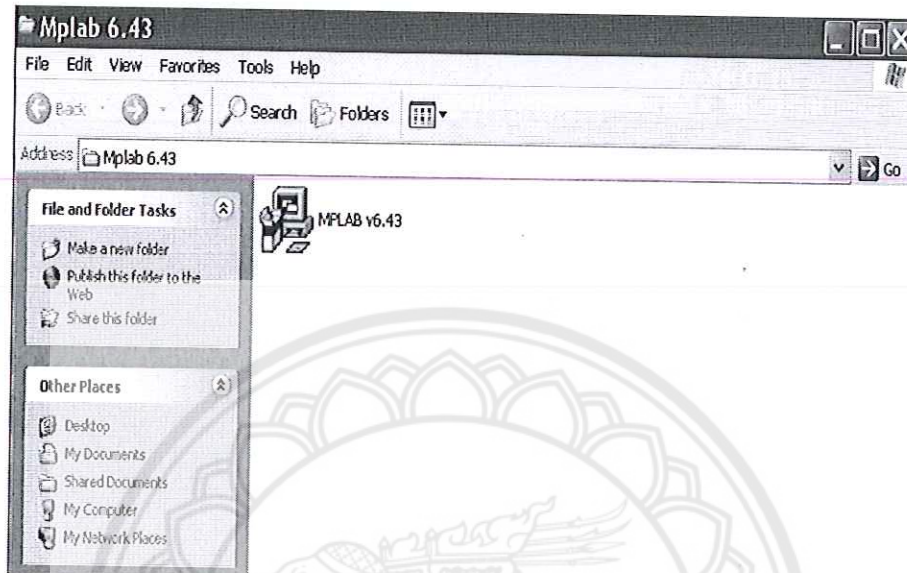 Mplab 6.43
File Edit View Favorites Tools Help
Back Search Folders
Address Mplab 6.43 Go
File and Folder Tasks
Make a new folder
Publish this folder to the
Web
Share this folder
MPLAB v6.43
Other Places
Desktop
My Documents
Shared Documents
My Computer
My Network Places